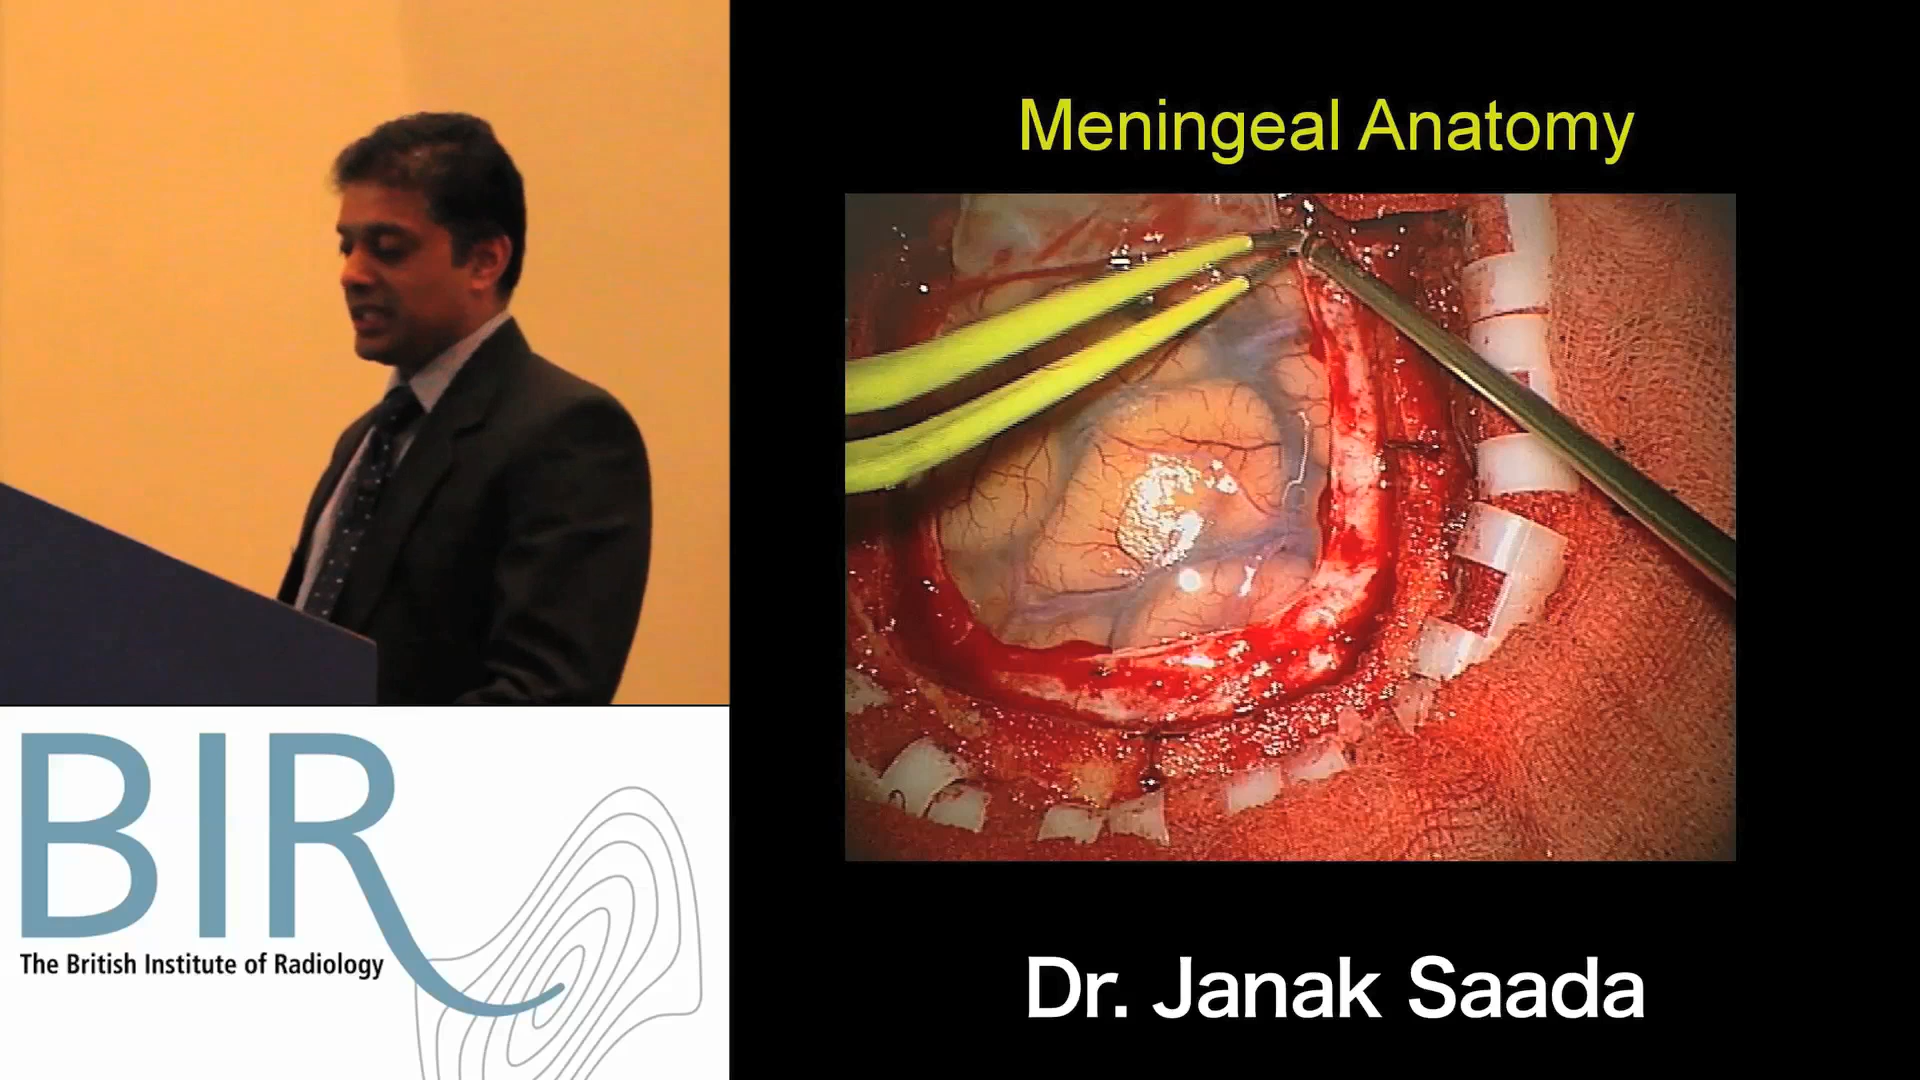 Meningeal Anatomy
BIR
The British Institute of Radiology
Dr. Janak Saada